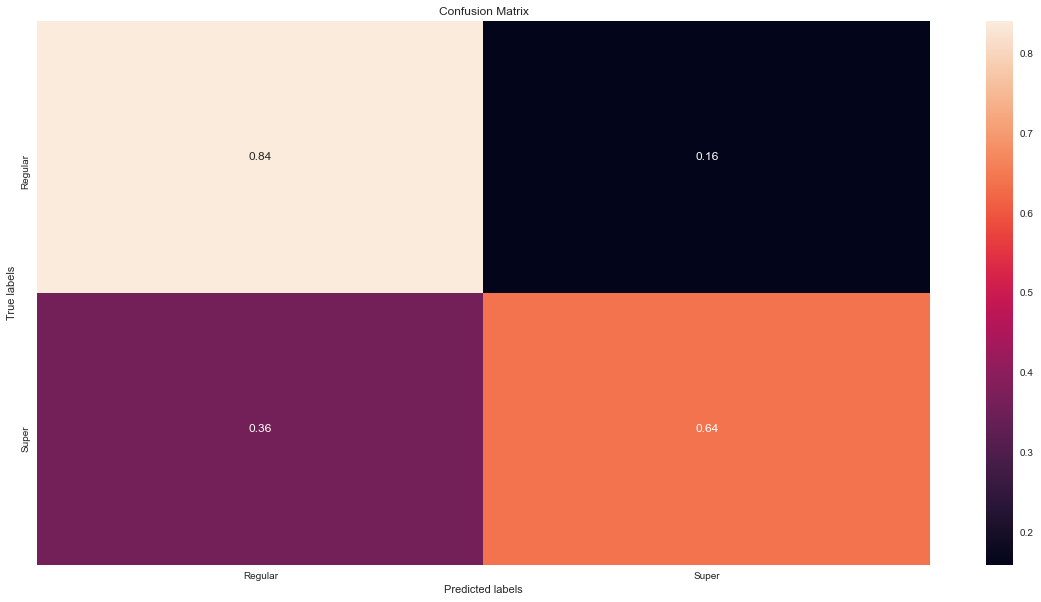 Confusion Matrix
Regular
Super
True labels
0.84
0.16
0.36
0.64
Regular
Super
Predicted labels
0.8
0.7
0.6
0.5
0.4
0.3
0.2